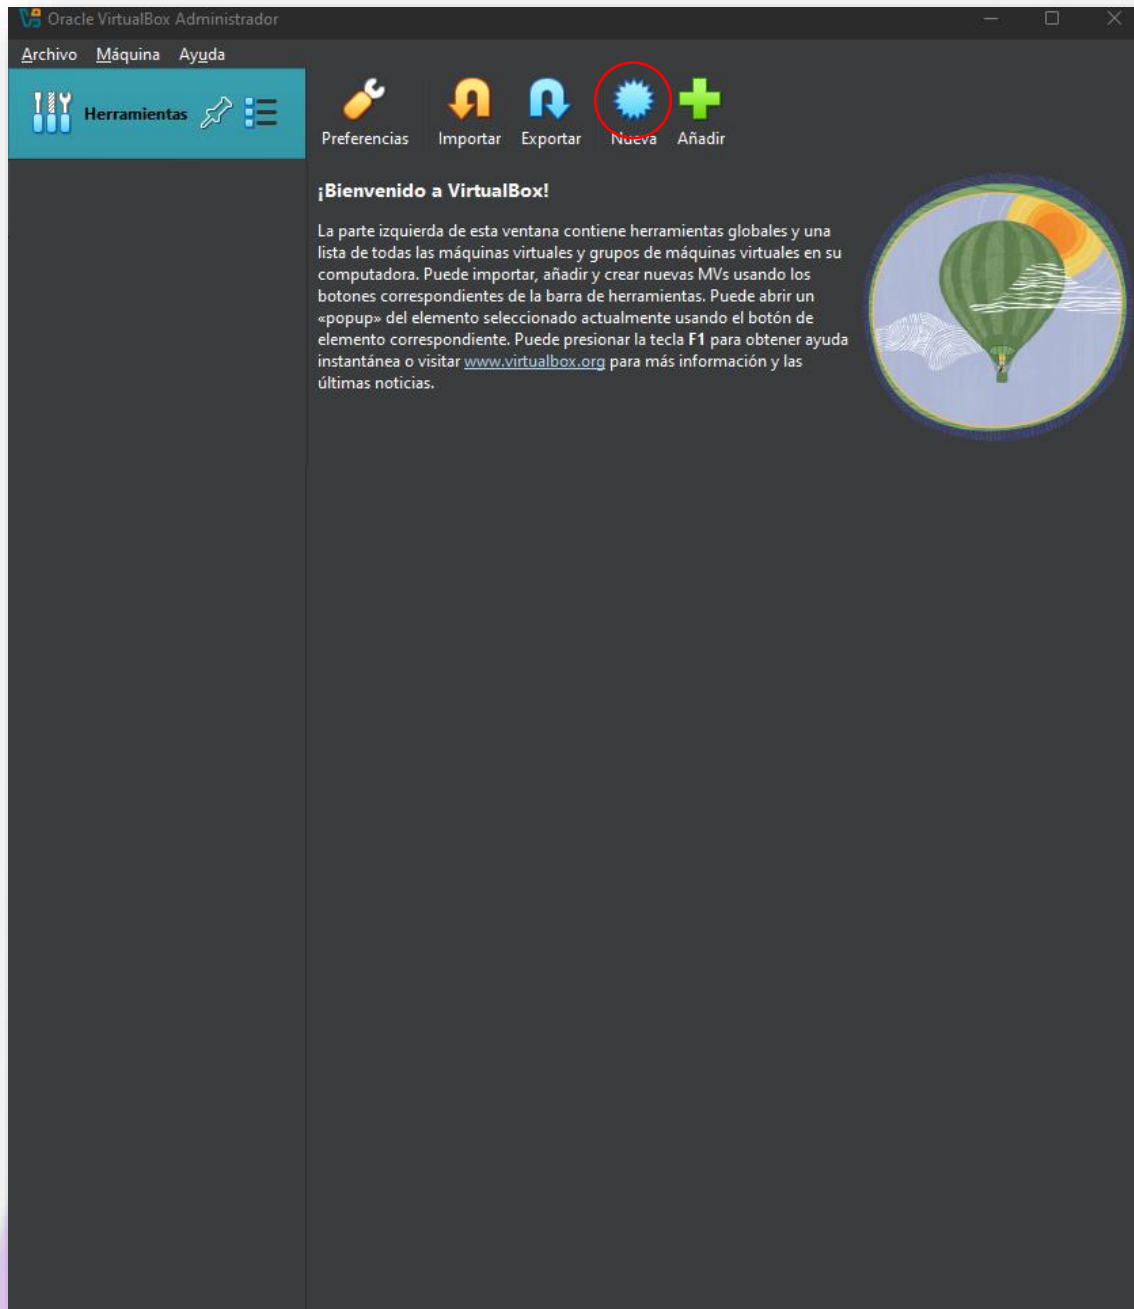 Oracle VirtualBox Administrador
Archivo Máquina Ayuda
Herramientas
Preferencias Importar Exportar Nueva Añadir
¡Bienvenido a VirtualBox!
La parte izquierda de esta ventana contiene herramientas globales y una
lista de todas las máquinas virtuales y grupos de máquinas virtuales en su
computadora. Puede importar, añadir y crear nuevas MVs usando los
botones correspondientes de la barra de herramientas. Puede abrir un
«popup» del elemento seleccionado actualmente usando el botón de
elemento correspondiente. Puede presionar la tecla F1 para obtener ayuda
instantánea o visitar www.virtualbox.org para más información y las
últimas noticias.